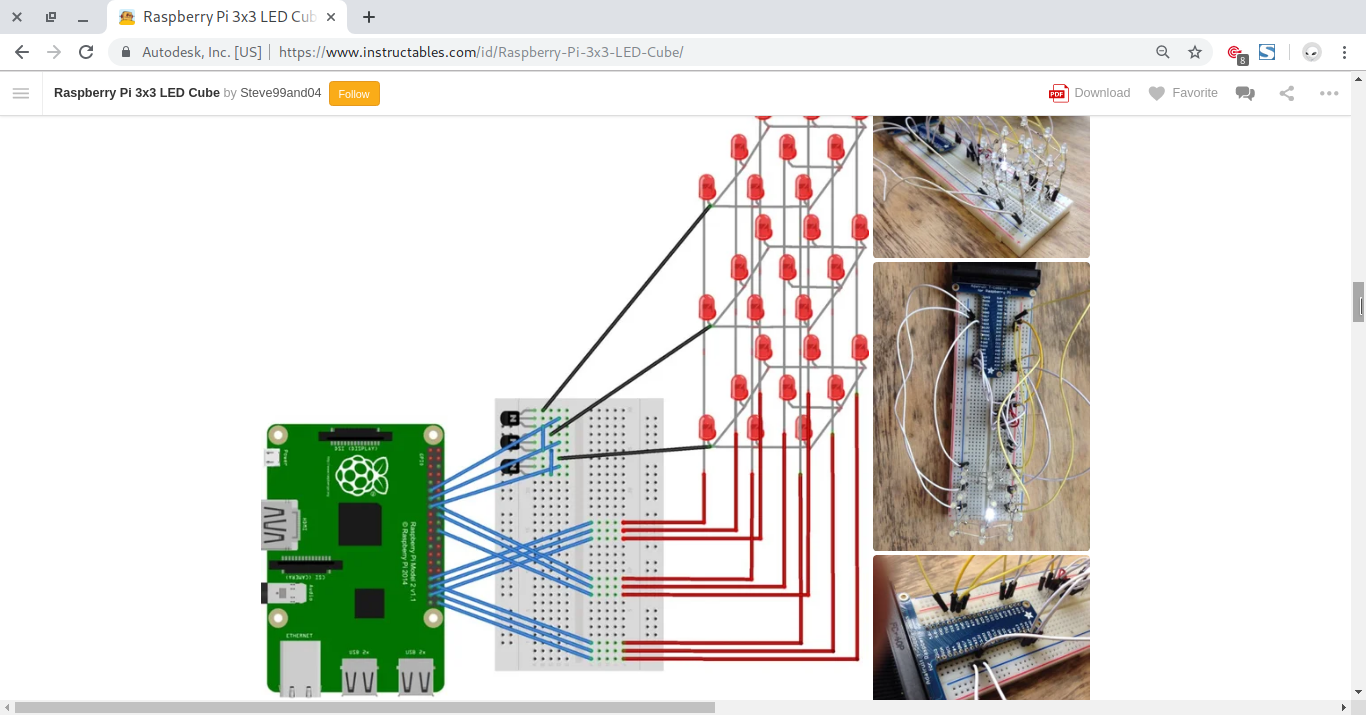 Raspberry Pi 3x3 LED Cub
Autodesk, Inc. [US]
https://www.instructables.com/id/Raspberry-Pi-3x3-LED-Cube/
8
Raspberry Pi 3x3 LED Cube by Steve99and04
Follow
PDF
Download
Favorite
DSI (DISPLAY)
Power
GPIO
HDMI
Raspberry Pi Model 2 v1.1
© Raspberry Pi 2014
CSI (CAMERA)
Audio
ETHERNET
USB 2x
USB 2x